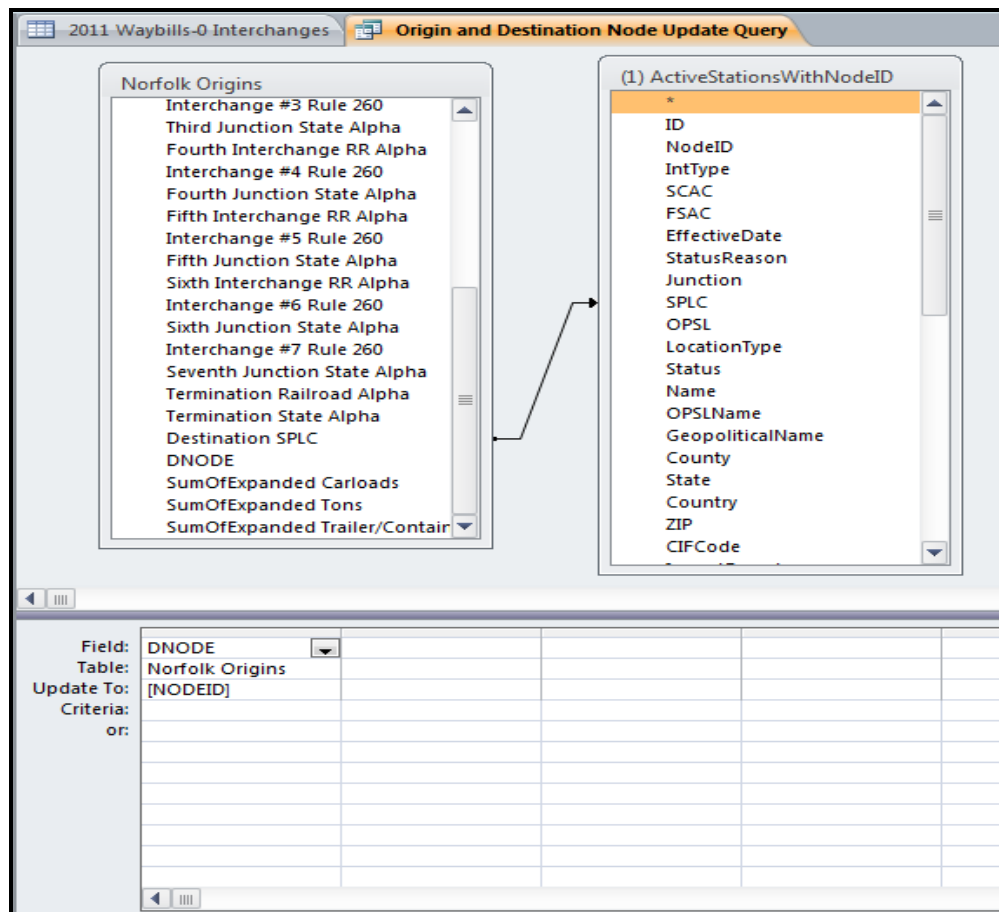 2011 Waybills-0 Interchanges
Origin and Destination Node Update Query
Norfolk Origins
Interchange #3 Rule 260
Third Junction State Alpha
Fourth Interchange RR Alpha
Interchange #4 Rule 260
Fourth Junction State Alpha
Fifth Interchange RR Alpha
Interchange #5 Rule 260
Fifth Junction State Alpha
Sixth Interchange RR Alpha
Interchange #6 Rule 260
Sixth Junction State Alpha
Interchange #7 Rule 260
Seventh Junction State Alpha
Termination Railroad Alpha
Termination State Alpha
Destination SPLC
DNODE
SumOfExpanded Carloads
SumOfExpanded Tons
SumOfExpanded Trailer/Contain
(1) ActiveStationsWithNodeID
*
ID
NodeID
IntType
SCAC
FSAC
EffectiveDate
StatusReason
Junction
SPLC
OPSL
LocationType
Status
Name
OPSLName
GeopoliticalName
County
State
Country
ZIP
CIFCode
Field: DNODE
Table: Norfolk Origins
Update To: [NODEID]
Criteria:
or: